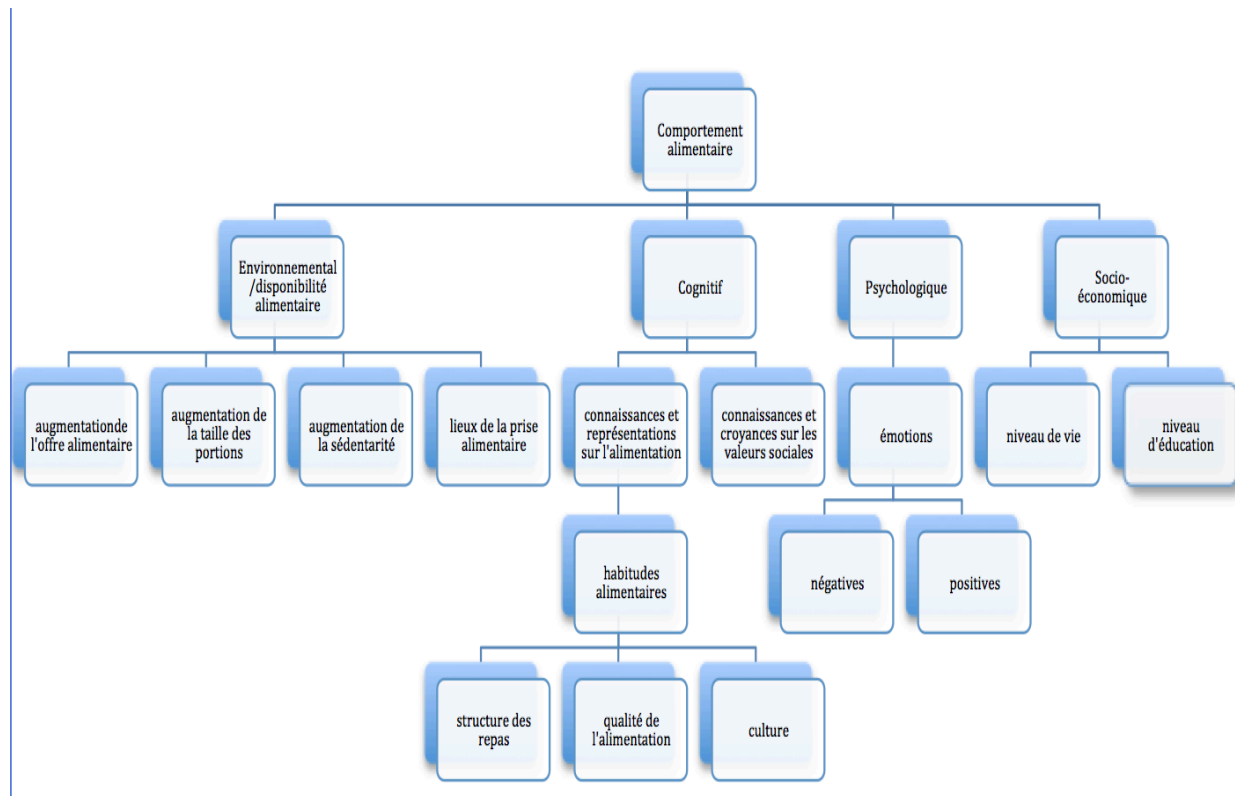 Comportement
alimentaire
Environnemental
/disponibilité
alimentaire
Cognitif
Psychologique
Socio-
économique
augmentationde
l'offre alimentaire
augmentation de
la taille des
portions
augmentation de
la sédentarité
lieux de la prise
alimentaire
connaissances et
représentations
sur l'alimentation
connaissances et
croyances sur les
valeurs sociales
émotions
niveau de vie
niveau
d'éducation
habitudes
alimentaires
négatives
positives
structure des
repas
qualité de
l'alimentation
culture